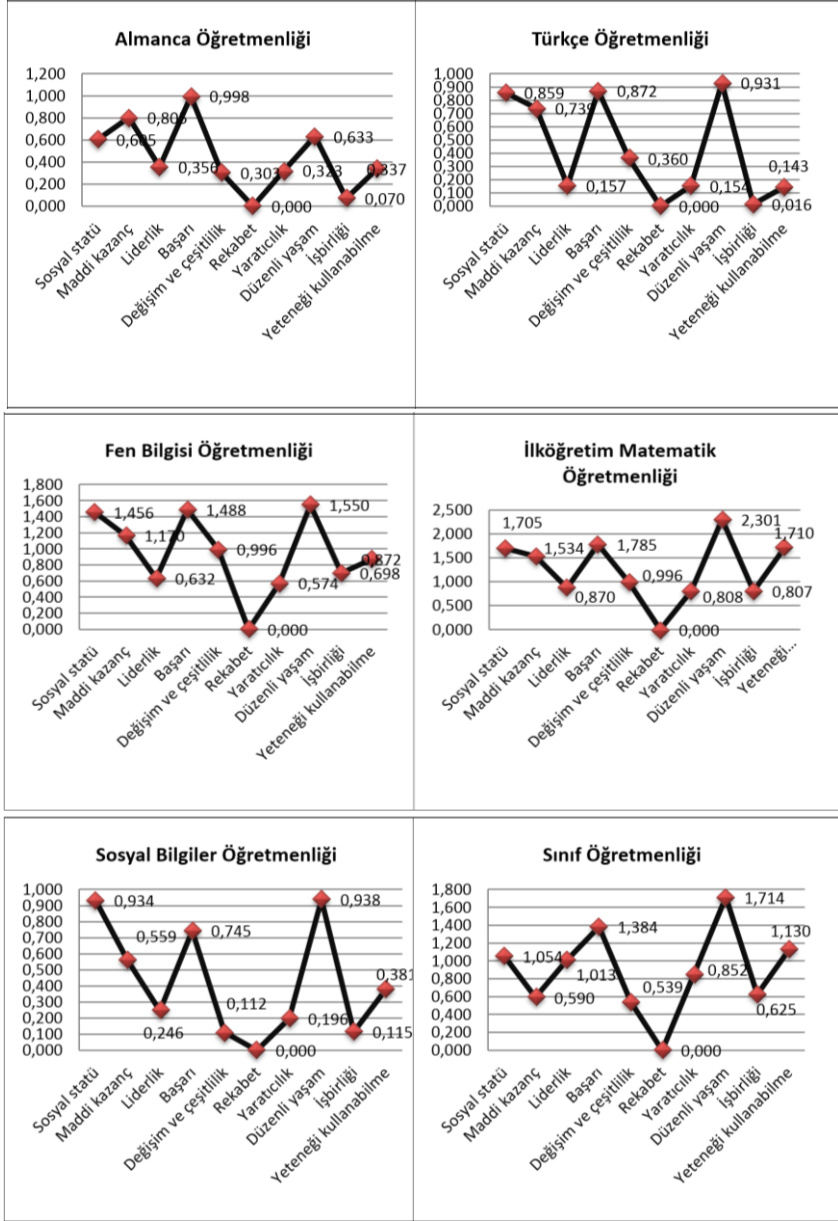 Almanca Öğretmenliği
1,200
1,000
0,800
0,600
0,400
0,200
0,000
0,605
0,805
0,356
0,998
0,303
0,000
0,323
0,633
0,070
0,337
Sosyal statü
Maddi kazanç
Liderlik
Başarı
Değişim ve çeşitlilik
Rekabet
Yaratıcılık
Düzenli yaşam
İşbirliği
Yeteneği kullanabilme
Türkçe Öğretmenliği
1,000
0,900
0,800
0,700
0,600
0,500
0,400
0,300
0,200
0,100
0,000
0,859
0,739
0,157
0,872
0,360
0,000
0,154
0,931
0,016
0,143
Sosyal statü
Maddi kazanç
Liderlik
Başarı
Değişim ve çeşitlilik
Rekabet
Yaratıcılık
Düzenli yaşam
İşbirliği
Yeteneği kullanabilme
Fen Bilgisi Öğretmenliği
1,800
1,600
1,400
1,200
1,000
0,800
0,600
0,400
0,200
0,000
1,456
1,170
0,632
1,488
0,996
0,000
0,574
1,550
0,698
0,872
Sosyal statü
Maddi kazanç
Liderlik
Başarı
Değişim ve çeşitlilik
Rekabet
Yaratıcılık
Düzenli yaşam
İşbirliği
Yeteneği kullanabilme
İlköğretim Matematik
Öğretmenliği
2,500
2,000
1,500
1,000
0,500
0,000
1,705
1,534
0,870
1,785
0,996
0,000
0,808
2,301
0,807
1,710
Sosyal statü
Maddi kazanç
Liderlik
Başarı
Değişim ve çeşitlilik
Rekabet
Yaratıcılık
Düzenli yaşam
İşbirliği
Yeteneği...
Sosyal Bilgiler Öğretmenliği
1,000
0,900
0,800
0,700
0,600
0,500
0,400
0,300
0,200
0,100
0,000
0,934
0,559
0,246
0,745
0,112
0,000
0,196
0,938
0,115
0,381
Sosyal statü
Maddi kazanç
Liderlik
Başarı
Değişim ve çeşitlilik
Rekabet
Yaratıcılık
Düzenli yaşam
İşbirliği
Yeteneği kullanabilme
Sınıf Öğretmenliği
1,800
1,600
1,400
1,200
1,000
0,800
0,600
0,400
0,200
0,000
1,054
0,590
1,013
1,384
0,539
0,000
0,852
1,714
0,625
1,130
Sosyal statü
Maddi kazanç
Liderlik
Başarı
Değişim ve çeşitlilik
Rekabet
Yaratıcılık
Düzenli yaşam
İşbirliği
Yeteneği kullanabilme